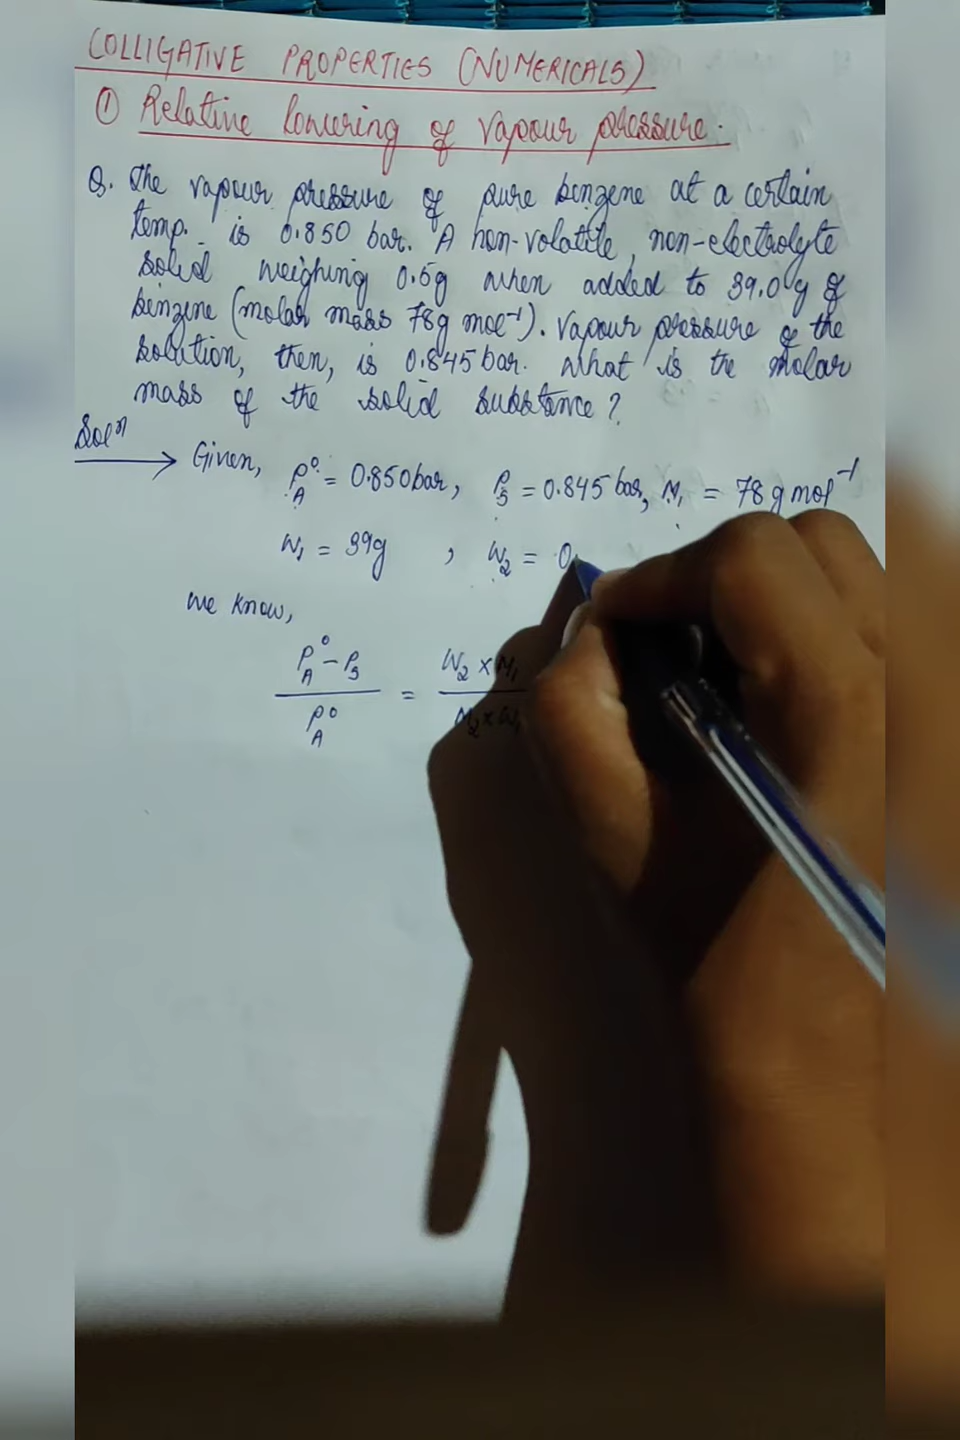 COLLIGATIVE PROPERTIES (NUMERICALS)
① Relative lowering of vapour pressure.
Q. The vapour pressure of pure benzene at a certain
temp. is 0.850 bar. A non-volatile, non-electrolyte
solid weighing 0.5g when added to 39.0g of
benzene (molar mass 78g mol⁻¹). Vapour pressure of the
solution, then, is 0.845 bar. What is the molar
mass of the solid substance?
Solⁿ → Given, P°A = 0.850 bar, Ps = 0.845 bar, M₁ = 78 g mol⁻¹
W₁ = 39g , W₂ = 0.
we know,
P°A - Ps / P°A = W₂ × M₁ / M₂ × W₁